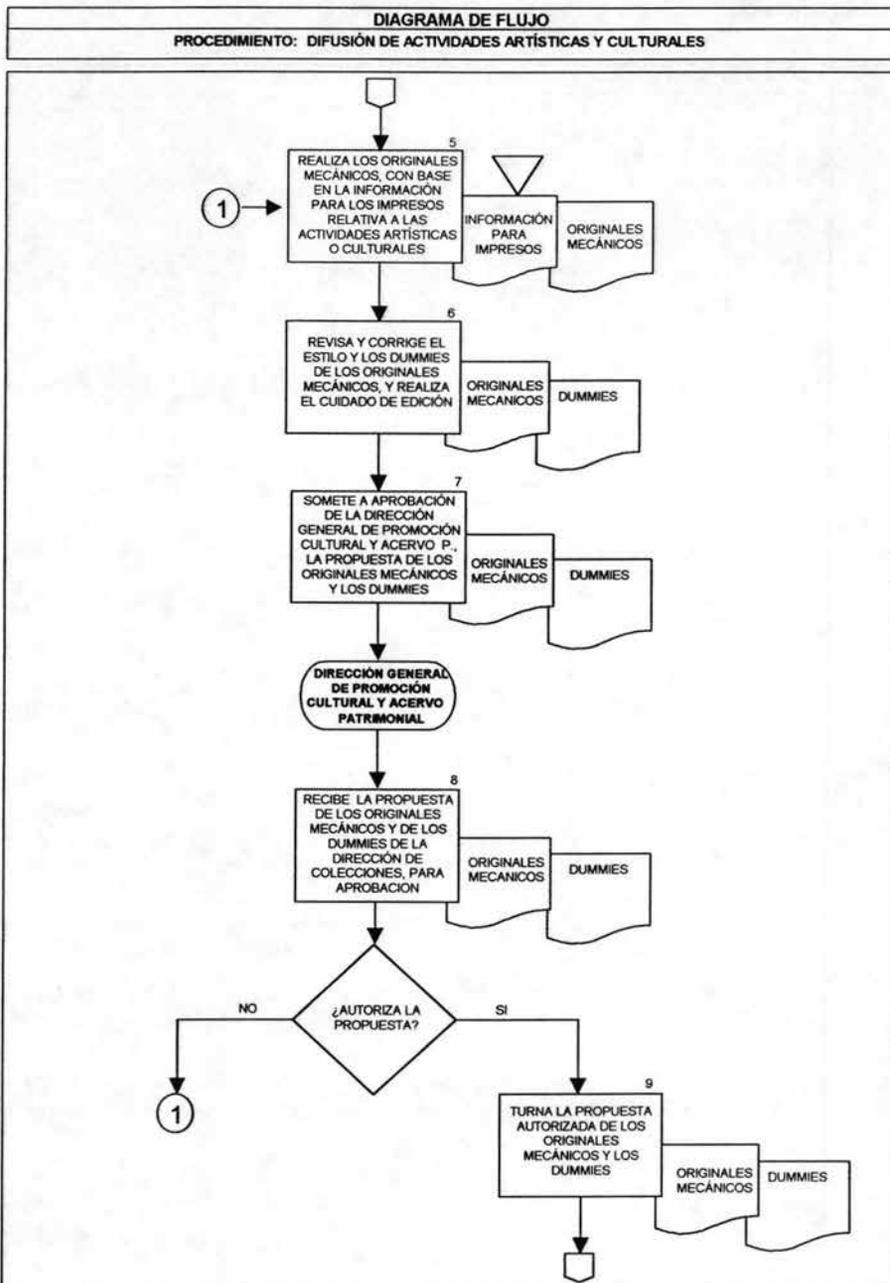 DIAGRAMA DE FLUJO
PROCEDIMIENTO: DIFUSIÓN DE ACTIVIDADES ARTÍSTICAS Y CULTURALES
5
REALIZA LOS ORIGINALES
MECÁNICOS, CON BASE
EN LA INFORMACIÓN
PARA LOS IMPRESOS
RELATIVA A LAS
ACTIVIDADES ARTÍSTICAS
O CULTURALES
1
INFORMACIÓN
PARA
IMPRESOS
ORIGINALES
MECÁNICOS
6
REVISA Y CORRIGE EL
ESTILO Y LOS DUMMIES
DE LOS ORIGINALES
MECÁNICOS, Y REALIZA
EL CUIDADO DE EDICIÓN
ORIGINALES
MECANICOS
DUMMIES
7
SOMETE A APROBACIÓN
DE LA DIRECCIÓN
GENERAL DE PROMOCIÓN
CULTURAL Y ACERVO P.,
LA PROPUESTA DE LOS
ORIGINALES MECÁNICOS
Y LOS DUMMIES
ORIGINALES
MECÁNICOS
DUMMIES
DIRECCIÓN GENERAL
DE PROMOCIÓN
CULTURAL Y ACERVO
PATRIMONIAL
8
RECIBE LA PROPUESTA
DE LOS ORIGINALES
MECÁNICOS Y DE LOS
DUMMIES DE LA
DIRECCIÓN DE
COLECCIONES, PARA
APROBACION
ORIGINALES
MECANICOS
DUMMIES
¿AUTORIZA LA
PROPUESTA?
NO
SI
1
9
TURNA LA PROPUESTA
AUTORIZADA DE LOS
ORIGINALES
MECÁNICOS Y LOS
DUMMIES
ORIGINALES
MECÁNICOS
DUMMIES